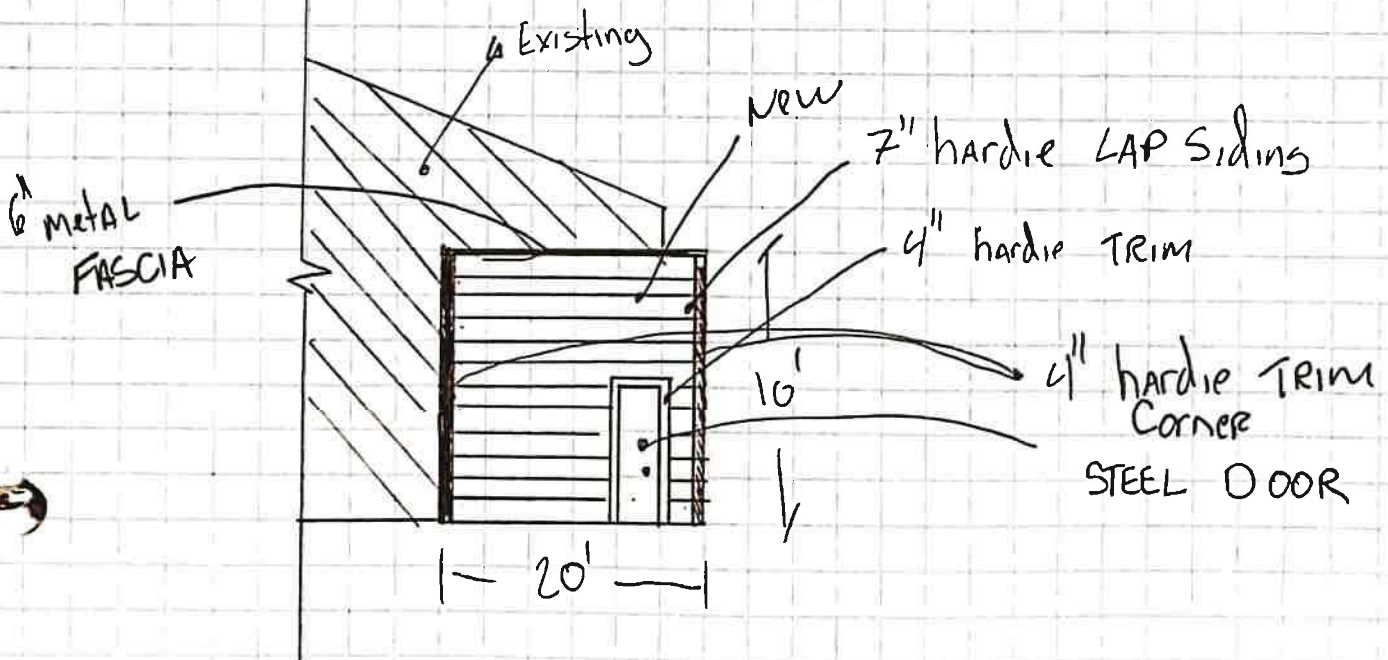 Existing
New
7" hardie LAP Siding
6" metAL
FASCIA
4" hardie TRIM
10'
4" hardie TRIM
Corner
STEEL DOOR
20'